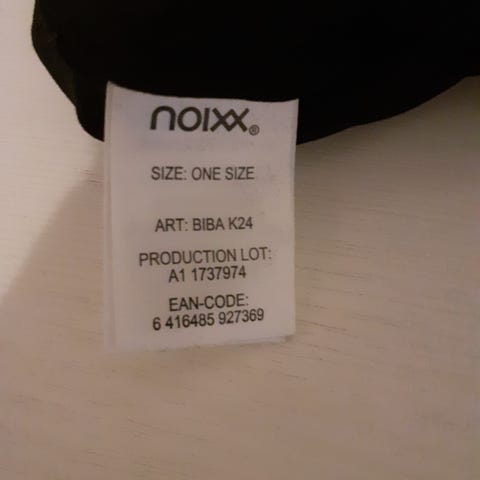 noixx®
SIZE: ONE SIZE
ART: BIBA K24
PRODUCTION LOT:
A1 1737974
EAN-CODE:
6 416485 927369